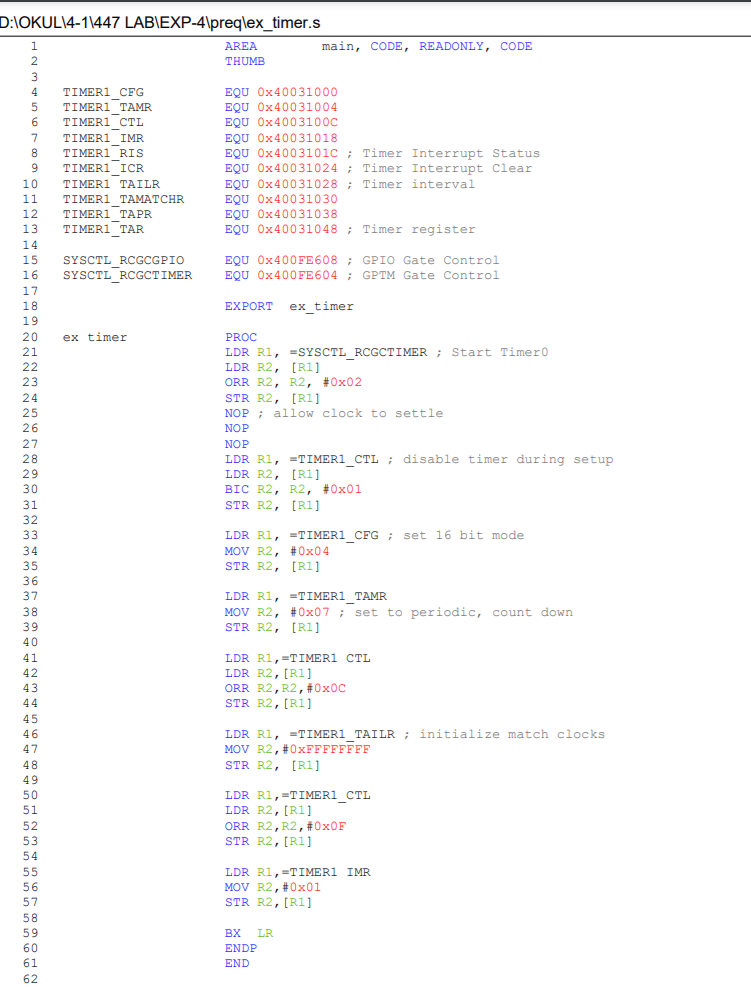 D:\OKUL\4-1\447 LAB\EXP-4\preq\ex_timer.s
1 AREA main, CODE, READONLY, CODE
2 THUMB
3
4 TIMER1_CFG EQU 0x40031000
5 TIMER1_TAMR EQU 0x40031004
6 TIMER1_CTL EQU 0x4003100C
7 TIMER1_IMR EQU 0x40031018
8 TIMER1_RIS EQU 0x4003101C ; Timer Interrupt Status
9 TIMER1_ICR EQU 0x40031024 ; Timer Interrupt Clear
10 TIMER1 TAILR EQU 0x40031028 ; Timer interval
11 TIMER1_TAMATCHR EQU 0x40031030
12 TIMER1_TAPR EQU 0x40031038
13 TIMER1_TAR EQU 0x40031048 ; Timer register
14
15 SYSCTL_RCGCGPIO EQU 0x400FE608 ; GPIO Gate Control
16 SYSCTL_RCGCTIMER EQU 0x400FE604 ; GPTM Gate Control
17
18 EXPORT ex_timer
19
20 ex timer PROC
21 LDR R1, =SYSCTL_RCGCTIMER ; Start Timer0
22 LDR R2, [R1]
23 ORR R2, R2, #0x02
24 STR R2, [R1]
25 NOP ; allow clock to settle
26 NOP
27 NOP
28 LDR R1, =TIMER1_CTL ; disable timer during setup
29 LDR R2, [R1]
30 BIC R2, R2, #0x01
31 STR R2, [R1]
32
33 LDR R1, =TIMER1_CFG ; set 16 bit mode
34 MOV R2, #0x04
35 STR R2, [R1]
36
37 LDR R1, =TIMER1_TAMR
38 MOV R2, #0x07 ; set to periodic, count down
39 STR R2, [R1]
40
41 LDR R1,=TIMER1 CTL
42 LDR R2,[R1]
43 ORR R2,R2,#0x0C
44 STR R2,[R1]
45
46 LDR R1, =TIMER1_TAILR ; initialize match clocks
47 MOV R2,#0xFFFFFFFF
48 STR R2, [R1]
49
50 LDR R1,=TIMER1_CTL
51 LDR R2,[R1]
52 ORR R2,R2,#0x0F
53 STR R2,[R1]
54
55 LDR R1,=TIMER1 IMR
56 MOV R2,#0x01
57 STR R2,[R1]
58
59 BX LR
60 ENDP
61 END
62